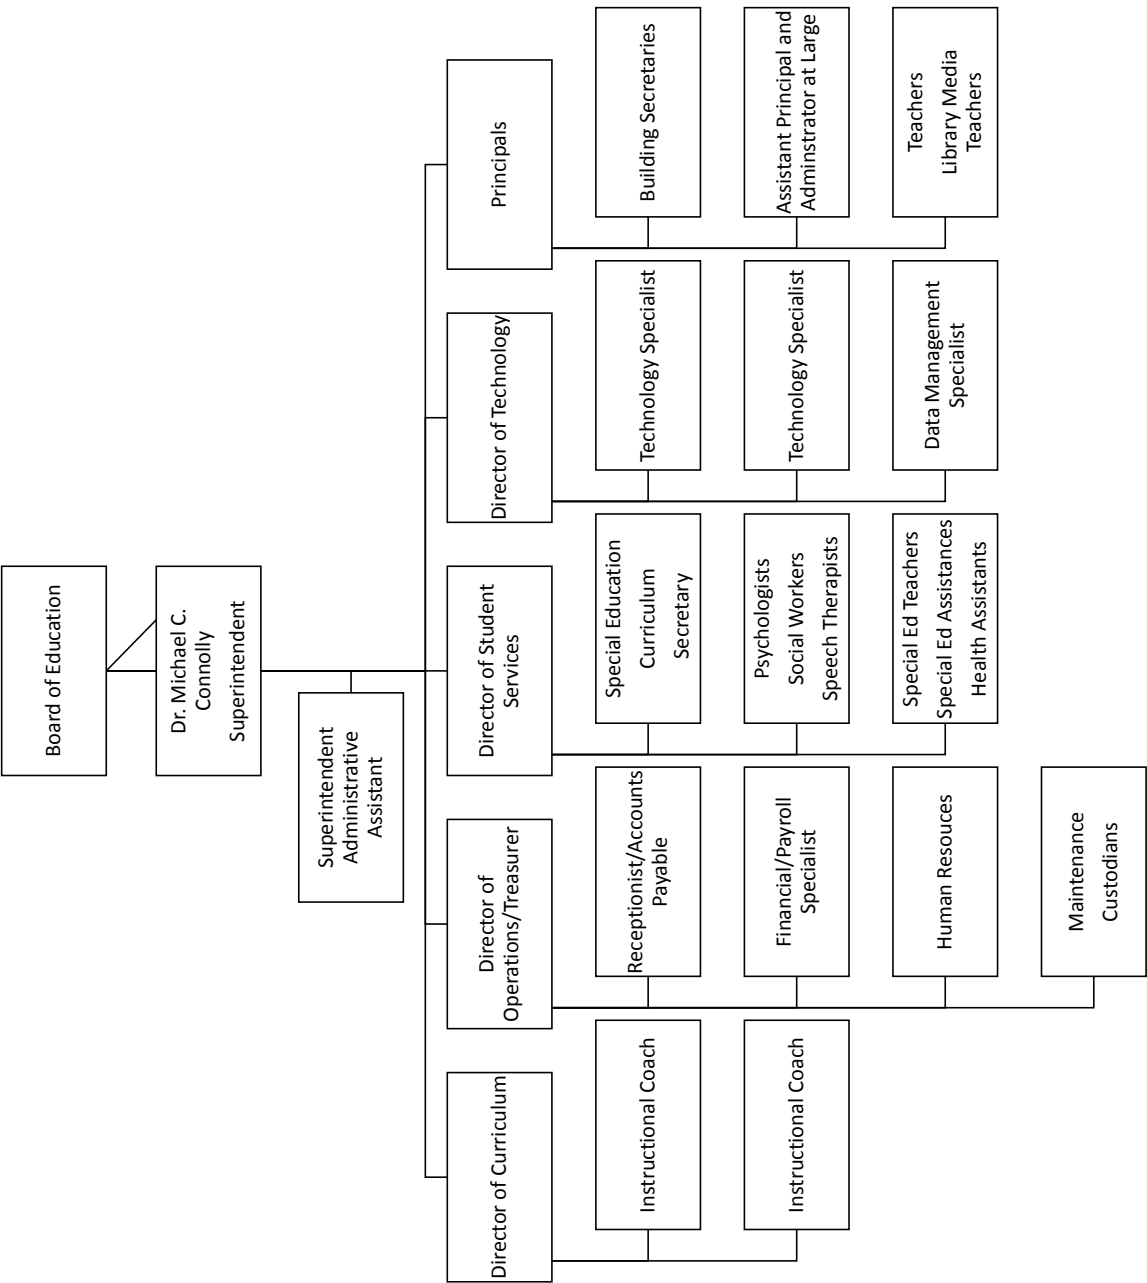 Board of Education
Dr. Michael C.
Connolly
Superintendent
Superintendent
Administrative
Assistant
Director of Curriculum
Instructional Coach
Instructional Coach
Director of
Operations/Treasurer
Receptionist/Accounts
Payable
Financial/Payroll
Specialist
Human Resouces
Maintenance
Custodians
Director of Student
Services
Special Education
Curriculum
Secretary
Psychologists
Social Workers
Speech Therapists
Special Ed Teachers
Special Ed Assistances
Health Assistants
Director of Technology
Technology Specialist
Technology Specialist
Data Management
Specialist
Principals
Building Secretaries
Assistant Principal and
Adminstrator at Large
Teachers
Library Media
Teachers